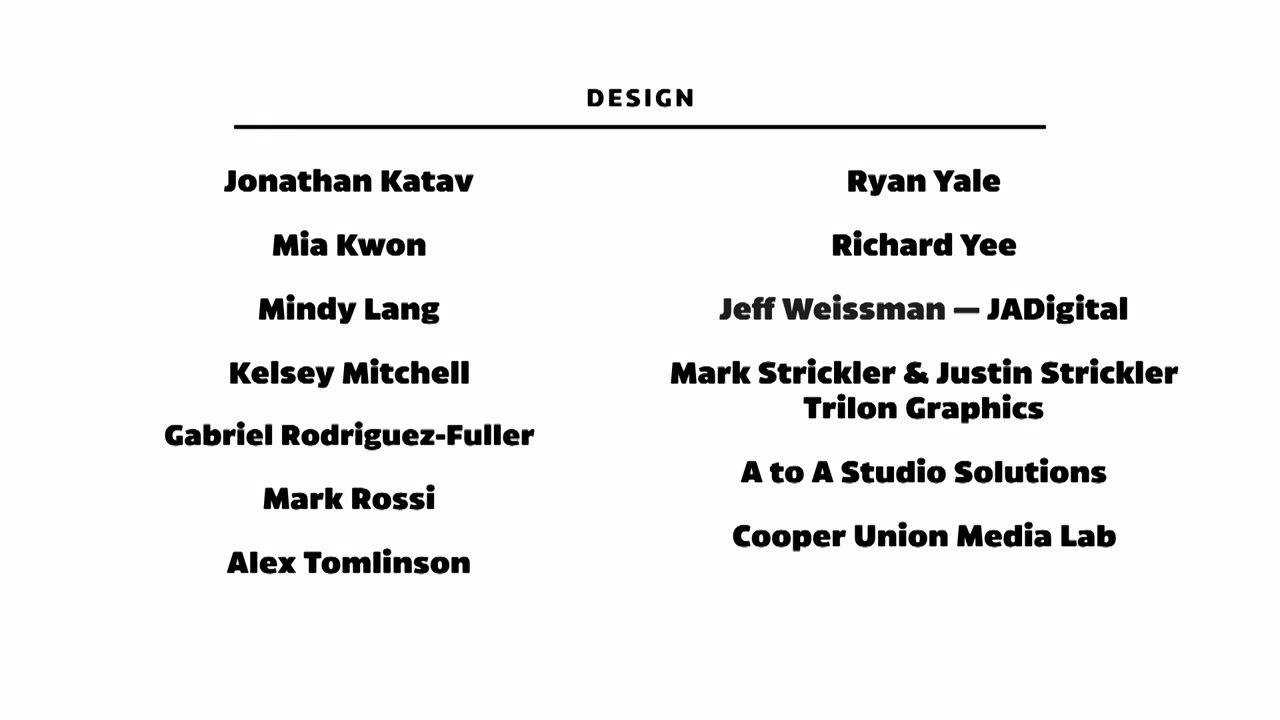 DESIGN
Jonathan Katav
Mia Kwon
Mindy Lang
Kelsey Mitchell
Gabriel Rodriguez-Fuller
Mark Rossi
Alex Tomlinson
Ryan Yale
Richard Yee
Jeff Weissman — JADigital
Mark Strickler & Justin Strickler
Trilon Graphics
A to A Studio Solutions
Cooper Union Media Lab